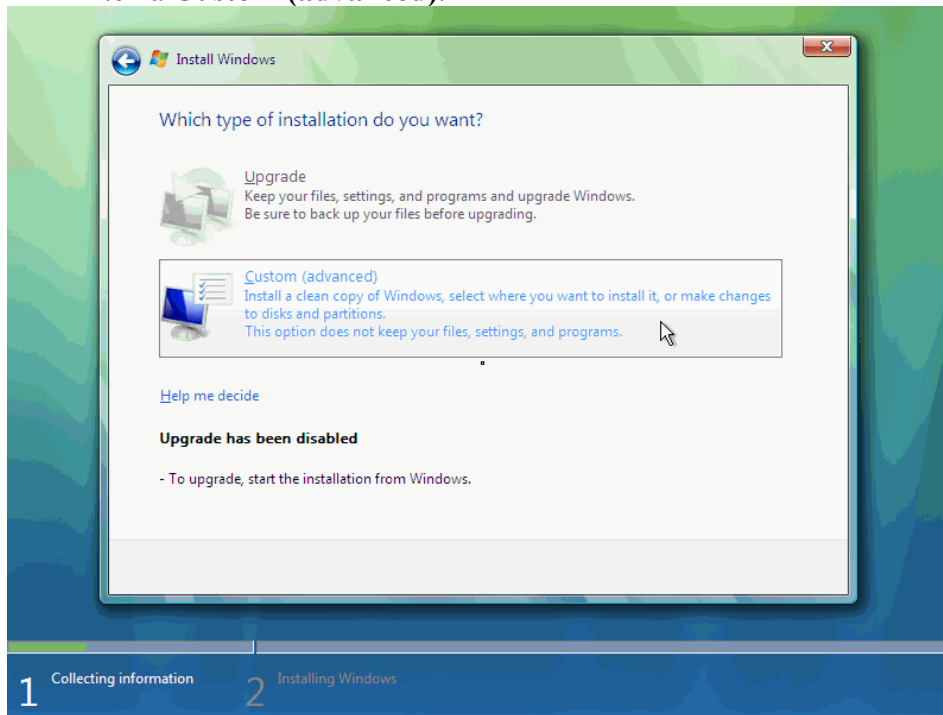 Custom (advanced).
Install Windows
Which type of installation do you want?
Upgrade
Keep your files, settings, and programs and upgrade Windows.
Be sure to back up your files before upgrading.
Custom (advanced)
Install a clean copy of Windows, select where you want to install it, or make changes
to disks and partitions.
This option does not keep your files, settings, and programs.
Help me decide
Upgrade has been disabled
- To upgrade, start the installation from Windows.
1 Collecting information
2 Installing Windows